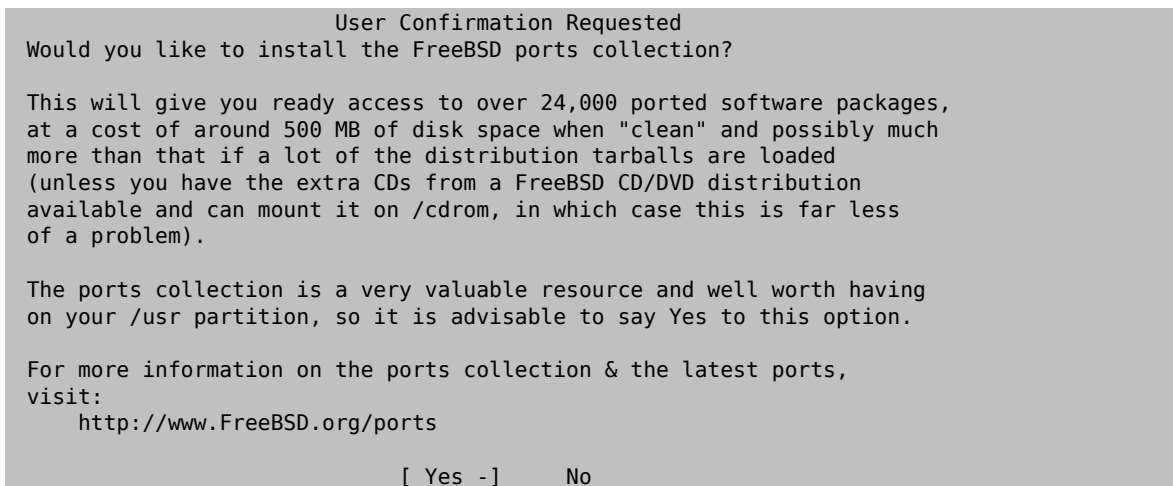 User Confirmation Requested
Would you like to install the FreeBSD ports collection?
This will give you ready access to over 24,000 ported software packages,
at a cost of around 500 MB of disk space when "clean" and possibly much
more than that if a lot of the distribution tarballs are loaded
(unless you have the extra CDs from a FreeBSD CD/DVD distribution
available and can mount it on /cdrom, in which case this is far less
of a problem).
The ports collection is a very valuable resource and well worth having
on your /usr partition, so it is advisable to say Yes to this option.
For more information on the ports collection & the latest ports,
visit:
http://www.FreeBSD.org/ports
[ Yes -] No